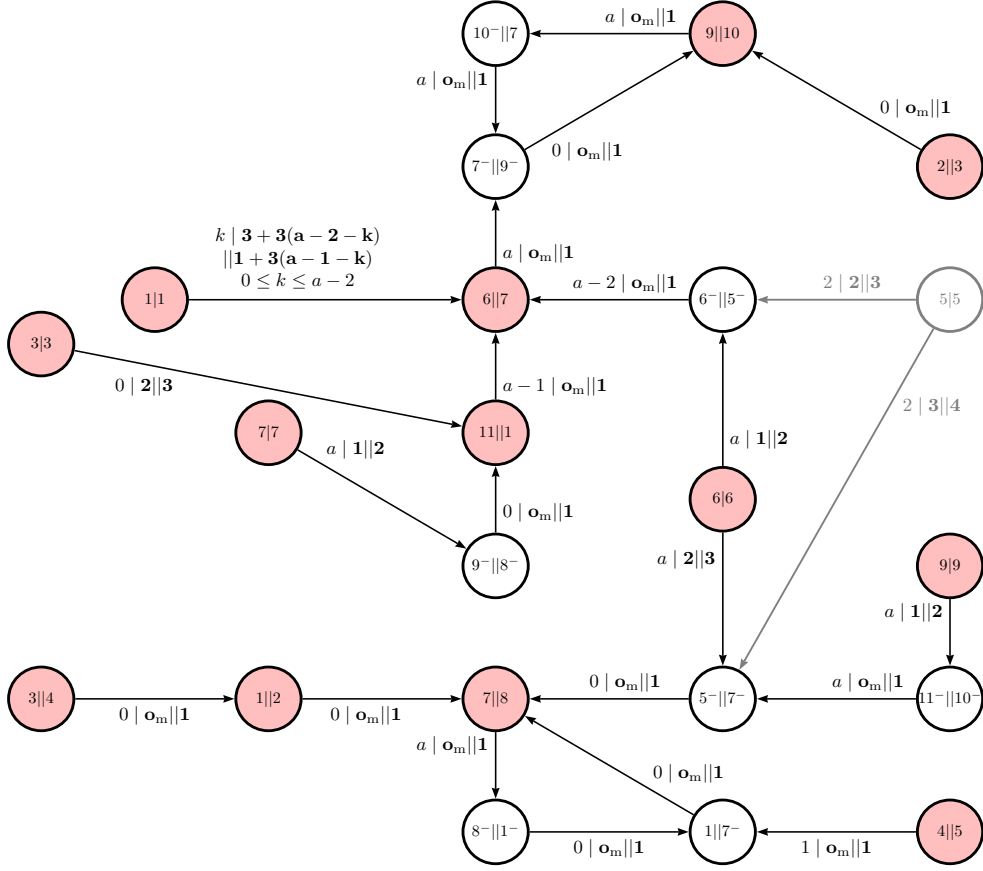 10⁻||7
a | oₘ||1
9||10
a | oₘ||1
0 | oₘ||1
0 | oₘ||1
7⁻||9⁻
2||3
k | 3 + 3(a − 2 − k)
||1 + 3(a − 1 − k)
0 ≤ k ≤ a − 2
a | oₘ||1
1|1
6||7
a − 2 | oₘ||1
6⁻||5⁻
2 | 2||3
5|5
3|3
0 | 2||3
a − 1 | oₘ||1
2 | 3||4
7|7
a | 1||2
11||1
a | 1||2
6|6
0 | oₘ||1
9⁻||8⁻
a | 2||3
9|9
a | 1||2
3||4
0 | oₘ||1
1||2
0 | oₘ||1
7||8
0 | oₘ||1
5⁻||7⁻
a | oₘ||1
11⁻||10⁻
a | oₘ||1
0 | oₘ||1
8⁻||1⁻
0 | oₘ||1
1||7⁻
1 | oₘ||1
4||5